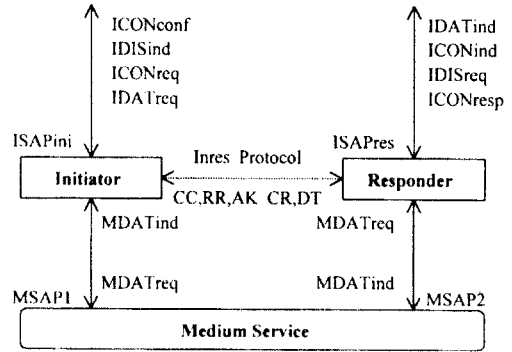 ICONconf
IDISind
ICONreq
IDATreq
IDATind
ICONind
IDISreq
ICONresp
ISAPini
ISAPres
Inres Protocol
Initiator
Responder
CC,RR,AK CR,DT
MDATind
MDATreq
MDATreq
MDATind
MSAP1
MSAP2
Medium Service